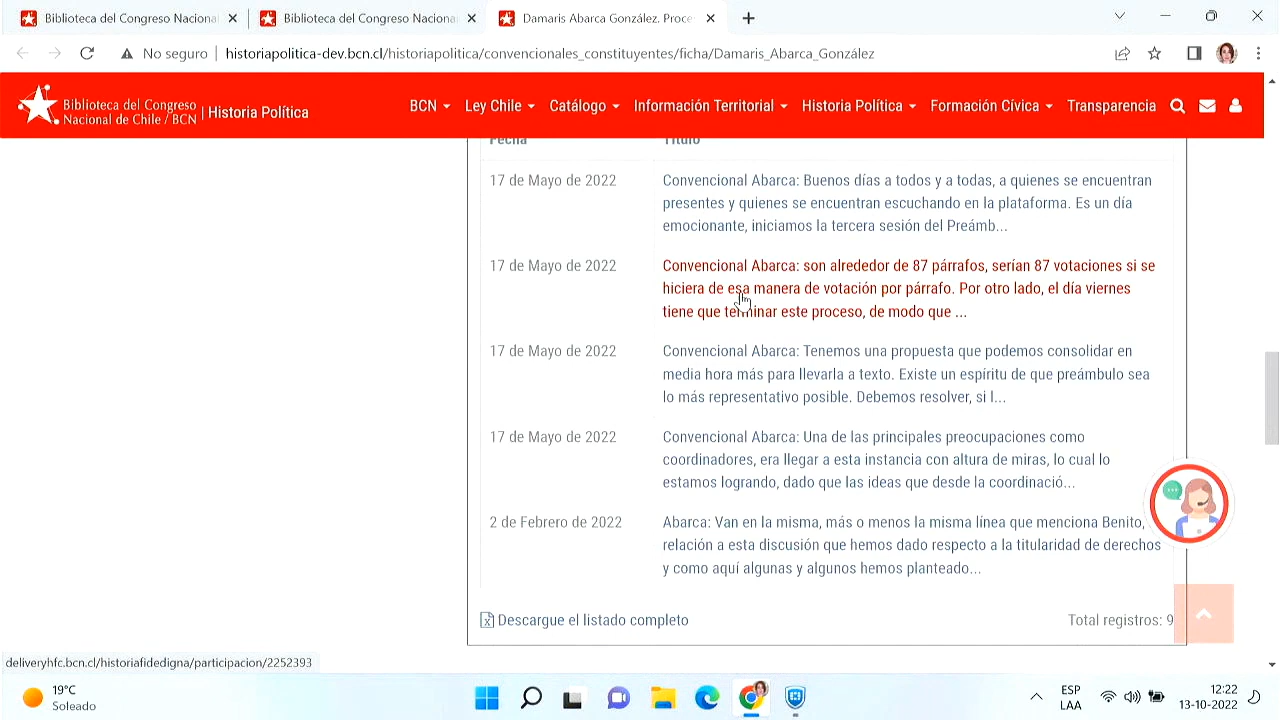 Biblioteca del Congreso Nacional
Biblioteca del Congreso Naciona
Damaris Abarca González. Proce
No seguro
historiapolitica-dev.bcn.cl/historiapolitica/convencionales_constituyentes/ficha/Damaris_Abarca_González
Biblioteca del Congreso
Nacional de Chile / BCN
Historia Política
BCN
Ley Chile
Catálogo
Información Territorial
Historia Política
Formación Cívica
Transparencia
Fecha
Título
17 de Mayo de 2022
Convencional Abarca: Buenos días a todos y a todas, a quienes se encuentran
presentes y quienes se encuentran escuchando en la plataforma. Es un día
emocionante, iniciamos la tercera sesión del Preámb...
17 de Mayo de 2022
Convencional Abarca: son alrededor de 87 párrafos, serían 87 votaciones si se
hiciera de esa manera de votación por párrafo. Por otro lado, el día viernes
tiene que terminar este proceso, de modo que ...
17 de Mayo de 2022
Convencional Abarca: Tenemos una propuesta que podemos consolidar en
media hora más para llevarla a texto. Existe un espíritu de que preámbulo sea
lo más representativo posible. Debemos resolver, si l...
17 de Mayo de 2022
Convencional Abarca: Una de las principales preocupaciones como
coordinadores, era llegar a esta instancia con altura de miras, lo cual lo
estamos logrando, dado que las ideas que desde la coordinació...
2 de Febrero de 2022
Abarca: Van en la misma, más o menos la misma línea que menciona Benito,
relación a esta discusión que hemos dado respecto a la titularidad de derechos
y como aquí algunas y algunos hemos planteado...
Descargue el listado completo
Total registros: 9
deliveryhfc.bcn.cl/historiafidedigna/participacion/2252393
19°C
Soleado
ESP
LAA
12:22
13-10-2022